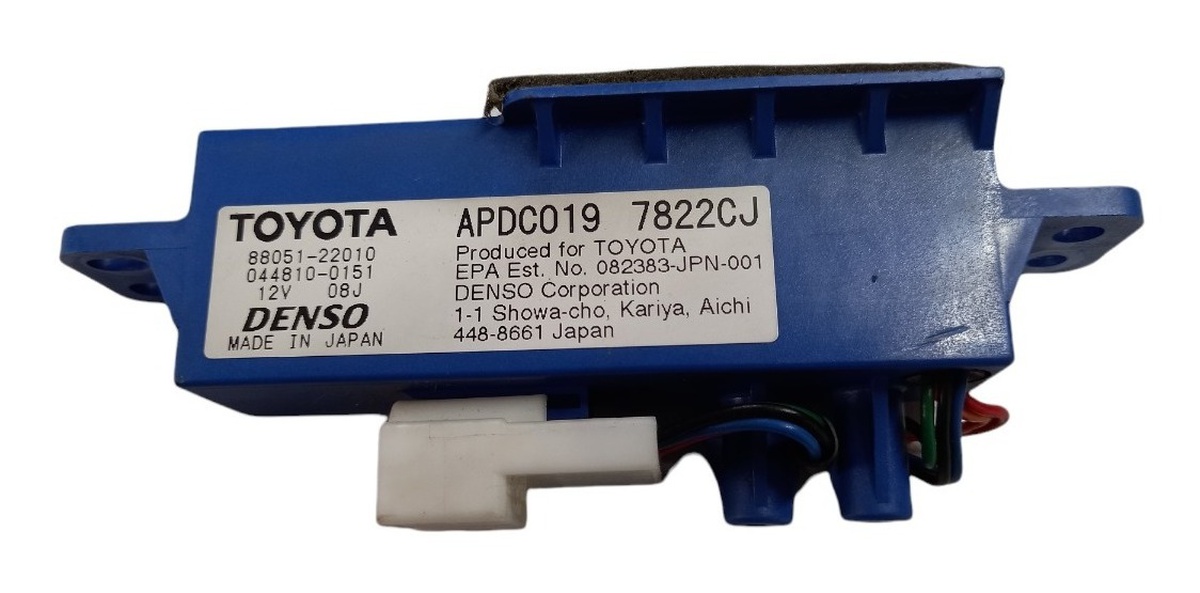 TOYOTA
88051-22010
044810-0151
12V 08J
DENSO
MADE IN JAPAN
APDC019 7822CJ
Produced for TOYOTA
EPA Est. No. 082383-JPN-001
DENSO Corporation
1-1 Showa-cho, Kariya, Aichi
448-8661 Japan